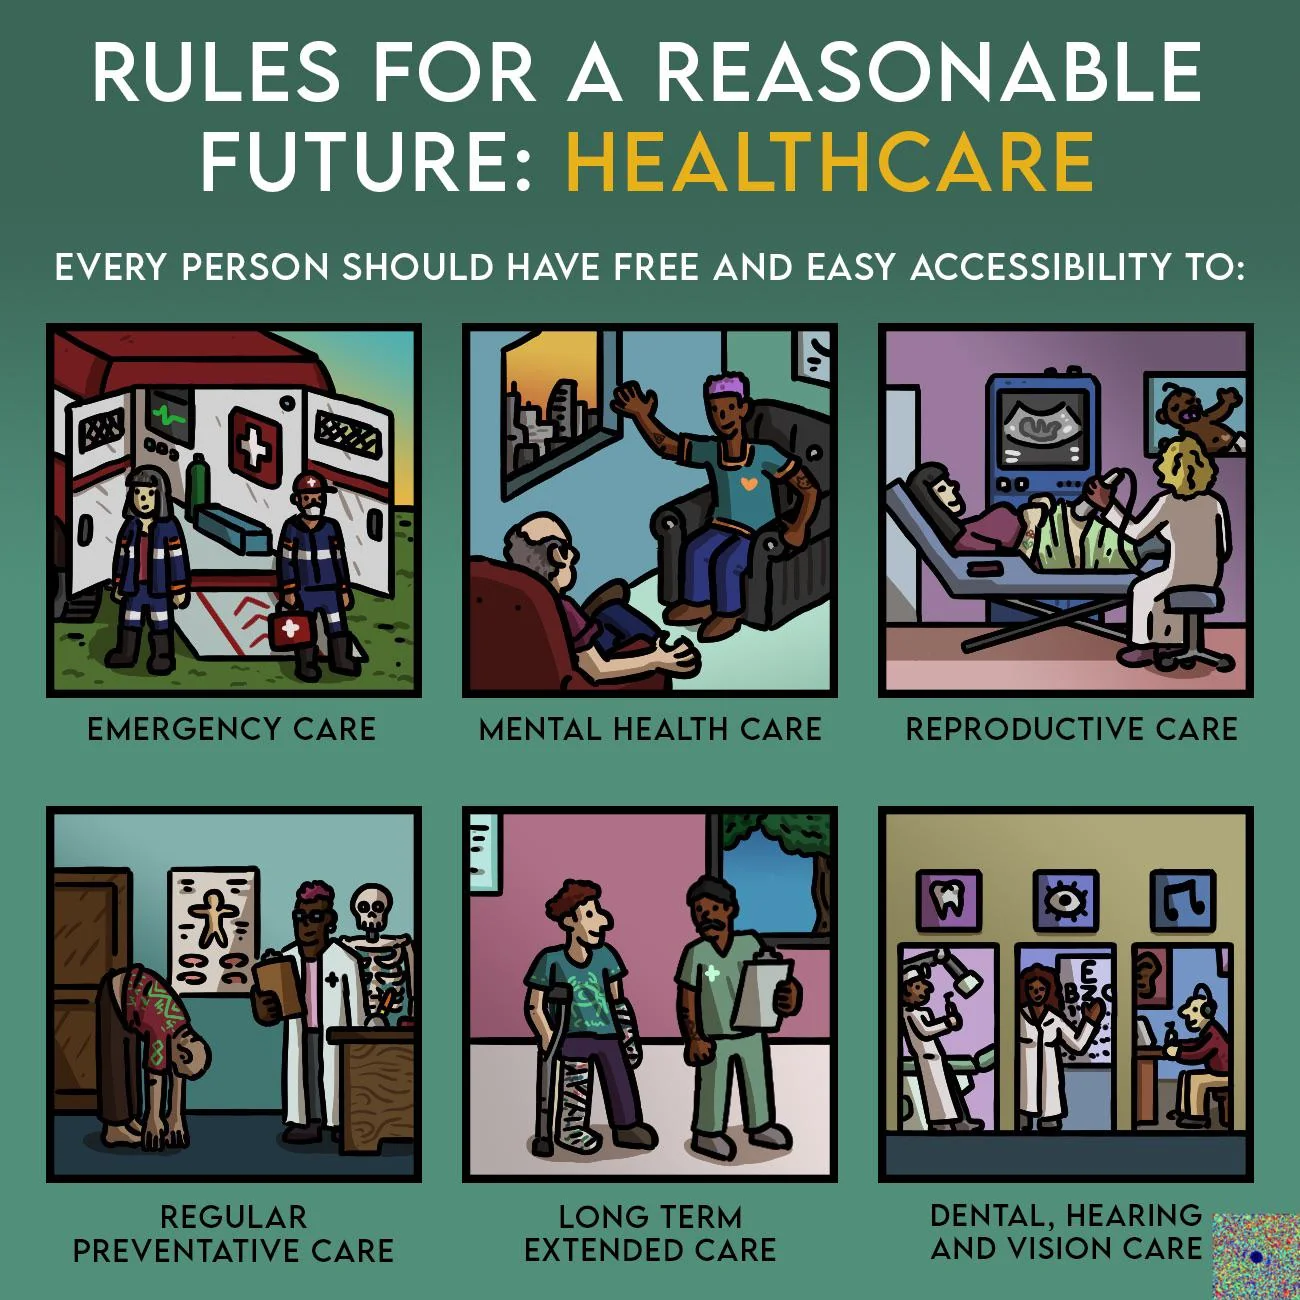 RULES FOR A REASONABLE
FUTURE: HEALTHCARE
EVERY PERSON SHOULD HAVE FREE AND EASY ACCESSIBILITY TO:
EMERGENCY CARE
MENTAL HEALTH CARE
REPRODUCTIVE CARE
E
REGULAR
PREVENTATIVE CARE
LONG TERM
EXTENDED CARE
DENTAL, HEARING
AND VISION CARE